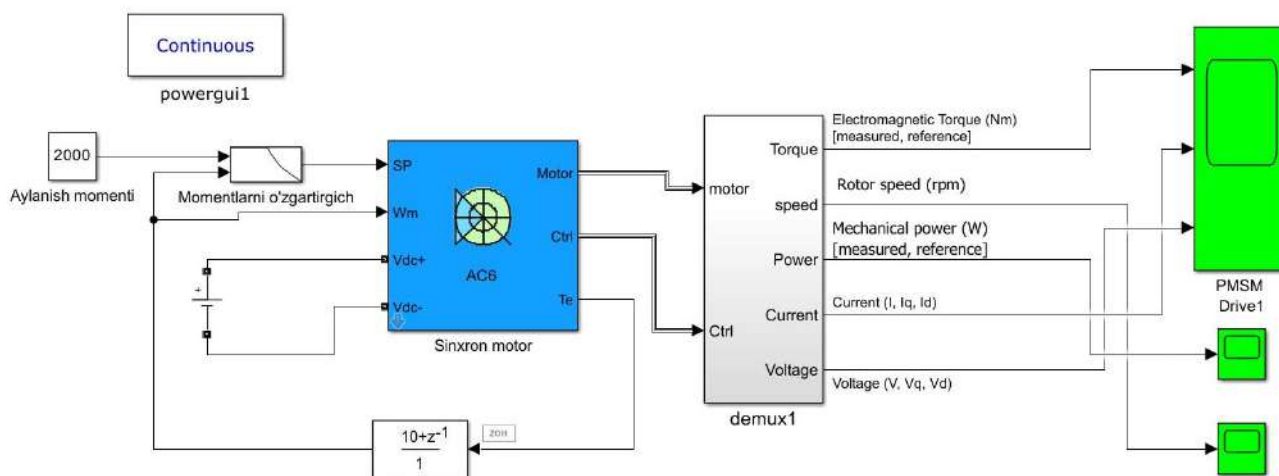 Continuous
powergui1
2000
Aylanish momenti
Momentlarni o'zgartirgich
SP
Wm
Vdc+
Vdc-
Motor
Ctrl
Te
AC6
Sinxron motor
+
10+z⁻¹
1
ZOH
motor
Ctrl
Torque
speed
Power
Current
Voltage
demux1
Electromagnetic Torque (Nm)
[measured, reference]
Rotor speed (rpm)
Mechanical power (W)
[measured, reference]
Current (I, Iq, Id)
Voltage (V, Vq, Vd)
PMSM
Drive1